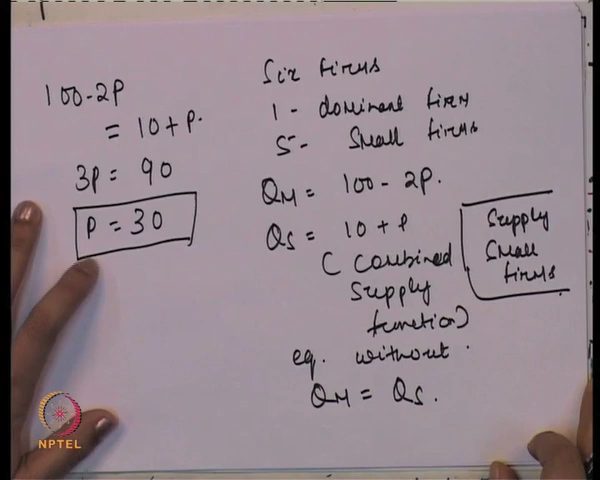 100-2P
= 10+P.
3P = 90
P = 30
Six firms
1 - dominant firm
5 - Small firms
QM = 100 - 2P.
QS = 10 + P
( combined
supply
function)
eq. without.
QM = QS.
Supply
Small
firms
NPTEL